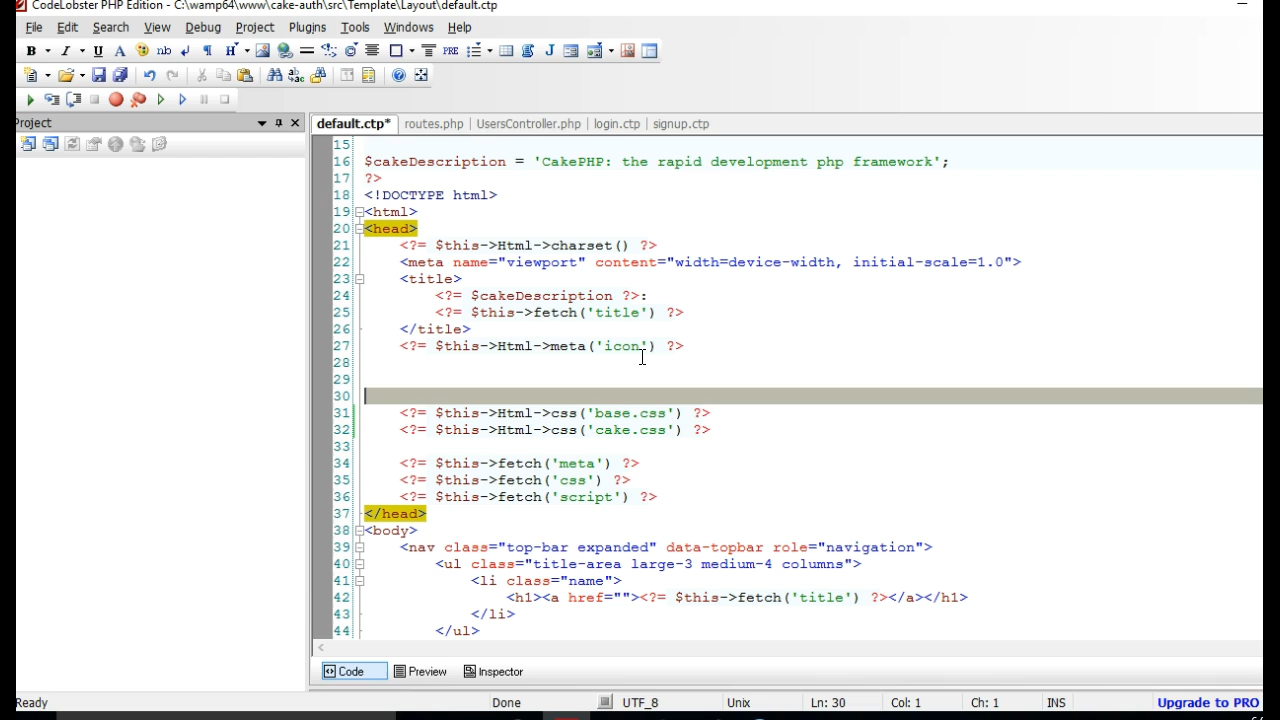 CodeLobster PHP Edition - C:\wamp64\www\cake-auth\src\Template\Layout\default.ctp
File Edit Search View Debug Project Plugins Tools Windows Help
B I U A nb H PRE J
Project
default.ctp* routes.php UsersController.php login.ctp signup.ctp
15
16 $cakeDescription = 'CakePHP: the rapid development php framework';
17 ?>
18 <!DOCTYPE html>
19 <html>
20 <head>
21 <?= $this->Html->charset() ?>
22 <meta name="viewport" content="width=device-width, initial-scale=1.0">
23 <title>
24 <?= $cakeDescription ?>:
25 <?= $this->fetch('title') ?>
26 </title>
27 <?= $this->Html->meta('icon') ?>
28
29
30
31 <?= $this->Html->css('base.css') ?>
32 <?= $this->Html->css('cake.css') ?>
33
34 <?= $this->fetch('meta') ?>
35 <?= $this->fetch('css') ?>
36 <?= $this->fetch('script') ?>
37 </head>
38 <body>
39 <nav class="top-bar expanded" data-topbar role="navigation">
40 <ul class="title-area large-3 medium-4 columns">
41 <li class="name">
42 <h1><a href=""><?= $this->fetch('title') ?></a></h1>
43 </li>
44 </ul>
Code Preview Inspector
Ready Done UTF_8 Unix Ln: 30 Col: 1 Ch: 1 INS Upgrade to PRO